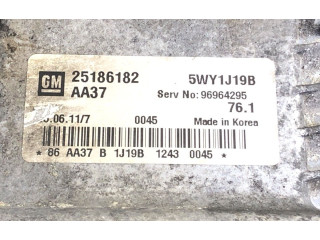 GM 25186182 5WY1J19B
AA37 Serv No: 96964295
76.1
.06.11/7 0045 Made in Korea
* 86 AA37 B 1J19B 1243 0045 *